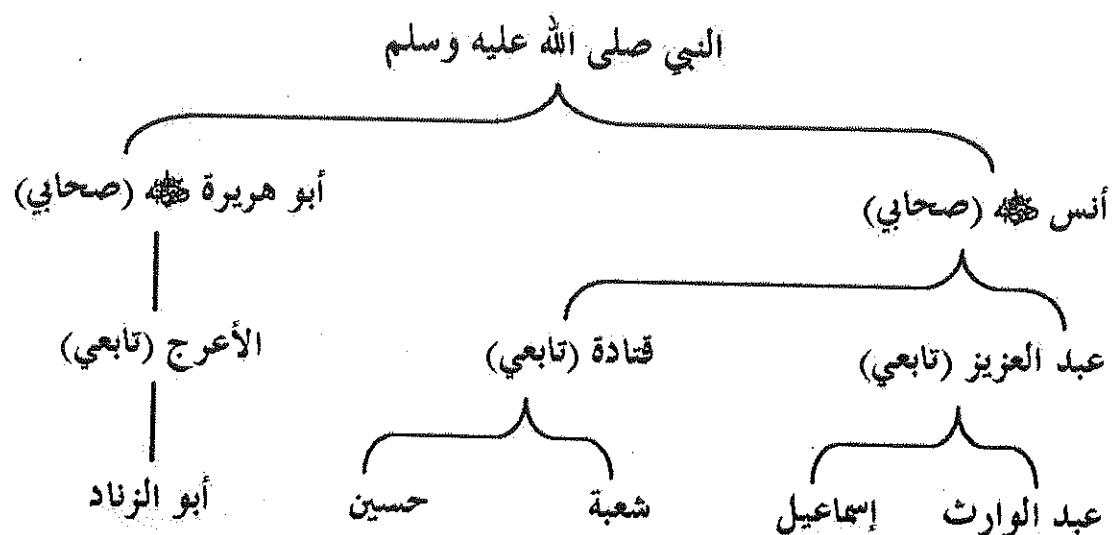 النبي صلى الله عليه وسلم
أنس ﷺ (صحابي) أبو هريرة ﷺ (صحابي)
عبد العزيز (تابعي) قتادة (تابعي) الأعرج (تابعي)
عبد الوارث إسماعيل شعبة حسين أبو الزناد